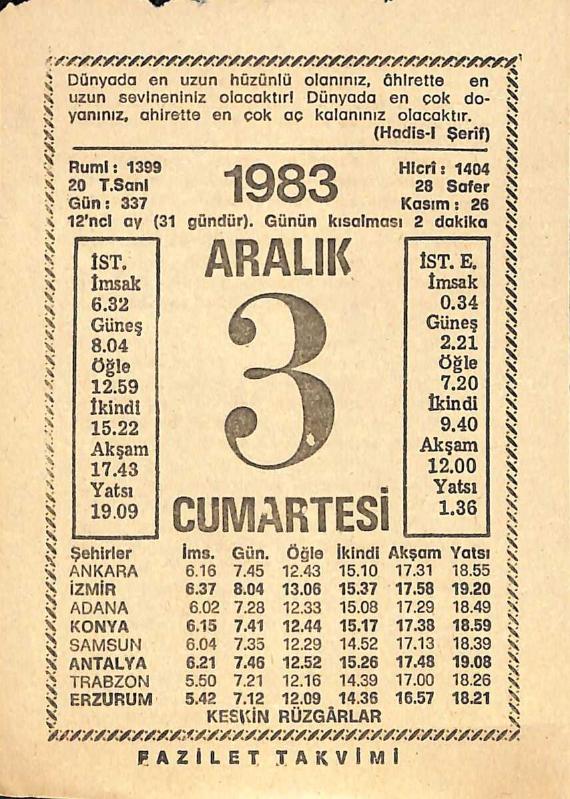 Dünyada en uzun hüzünlü olanınız, âhirette en
uzun sevineniniz olacaktır! Dünyada en çok do-
yanınız, ahirette en çok aç kalanınız olacaktır.
(Hadis-i Şerif)
Rumi: 1399
20 T.Sani
Gün: 337
1983
Hicrî: 1404
28 Safer
Kasım: 26
12'nci ay (31 gündür). Günün kısalması 2 dakika
ARALIK
3
CUMARTESİ
İST.
İmsak
6.32
Güneş
8.04
Öğle
12.59
İkindi
15.22
Akşam
17.43
Yatsı
19.09
İST. E.
İmsak
0.34
Güneş
2.21
Öğle
7.20
İkindi
9.40
Akşam
12.00
Yatsı
1.36
Şehirler İms. Gün. Öğle İkindi Akşam Yatsı
ANKARA 6.16 7.45 12.43 15.10 17.31 18.55
İZMİR 6.37 8.04 13.06 15.37 17.58 19.20
ADANA 6.02 7.28 12.33 15.08 17.29 18.49
KONYA 6.15 7.41 12.44 15.17 17.38 18.59
SAMSUN 6.04 7.35 12.29 14.52 17.13 18.39
ANTALYA 6.21 7.46 12.52 15.26 17.48 19.08
TRABZON 5.50 7.21 12.16 14.39 17.00 18.26
ERZURUM 5.42 7.12 12.09 14.36 16.57 18.21
KESKİN RÜZGÂRLAR
FAZİLET TAKVİMİ